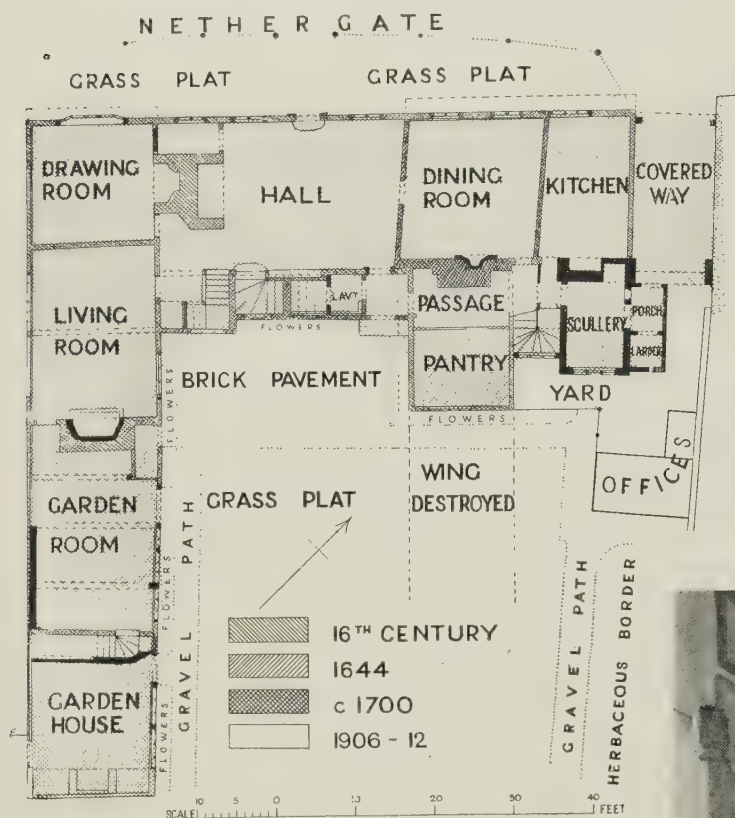 NETHERGATE
GRASS PLAT
GRASS PLAT
DRAWING
ROOM
HALL
DINING
ROOM
KITCHEN
COVERED
WAY
LIVING
ROOM
LAVT
FLOWERS
PASSAGE
SCULLERY
PORCH
LARDER
PANTRY
BRICK PAVEMENT
FLOWERS
FLOWERS
YARD
OFFICES
GARDEN
ROOM
GRASS PLAT
WING
DESTROYED
GRAVEL PATH
FLOWERS
GARDEN
HOUSE
FLOWERS
GRAVEL PATH
HERBACEOUS BORDER
16TH CENTURY
1644
c 1700
1906 - 12
SCALE 10 5 0 10 20 30 40 FEET